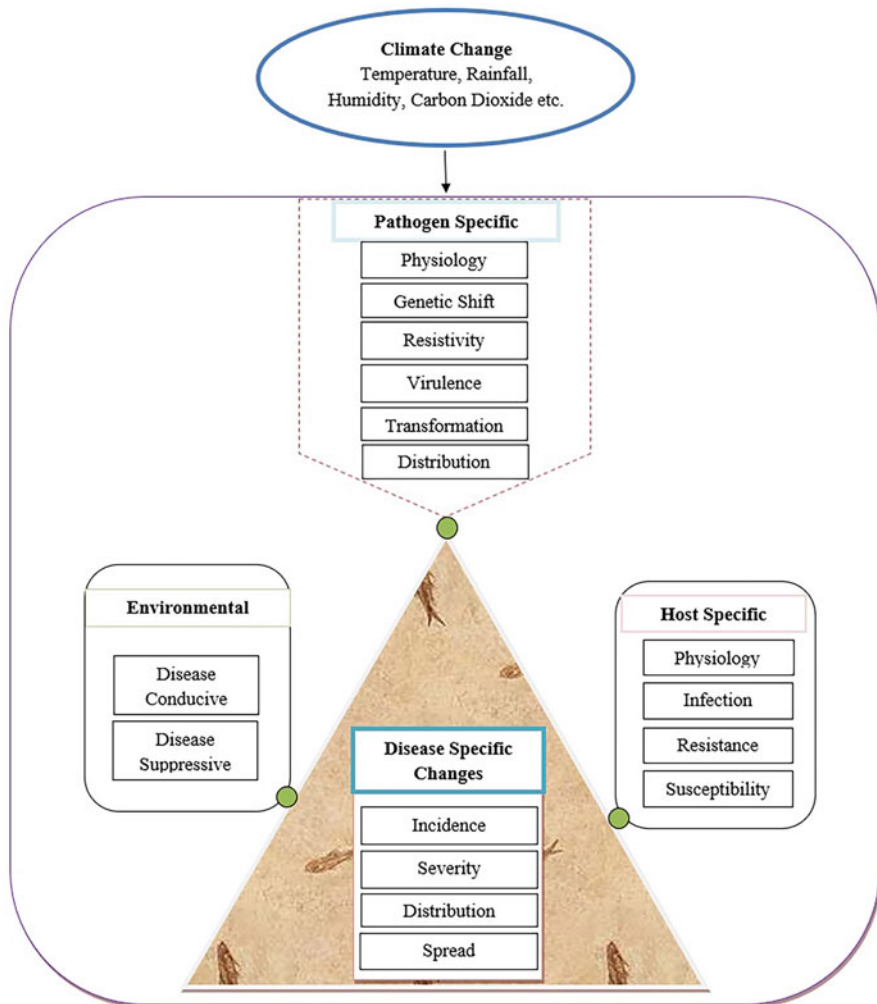 Climate Change
Temperature, Rainfall,
Humidity, Carbon Dioxide etc.
Pathogen Specific
Physiology
Genetic Shift
Resistivity
Virulence
Transformation
Distribution
Environmental
Disease
Conducive
Disease
Suppressive
Host Specific
Physiology
Infection
Resistance
Susceptibility
Disease Specific
Changes
Incidence
Severity
Distribution
Spread